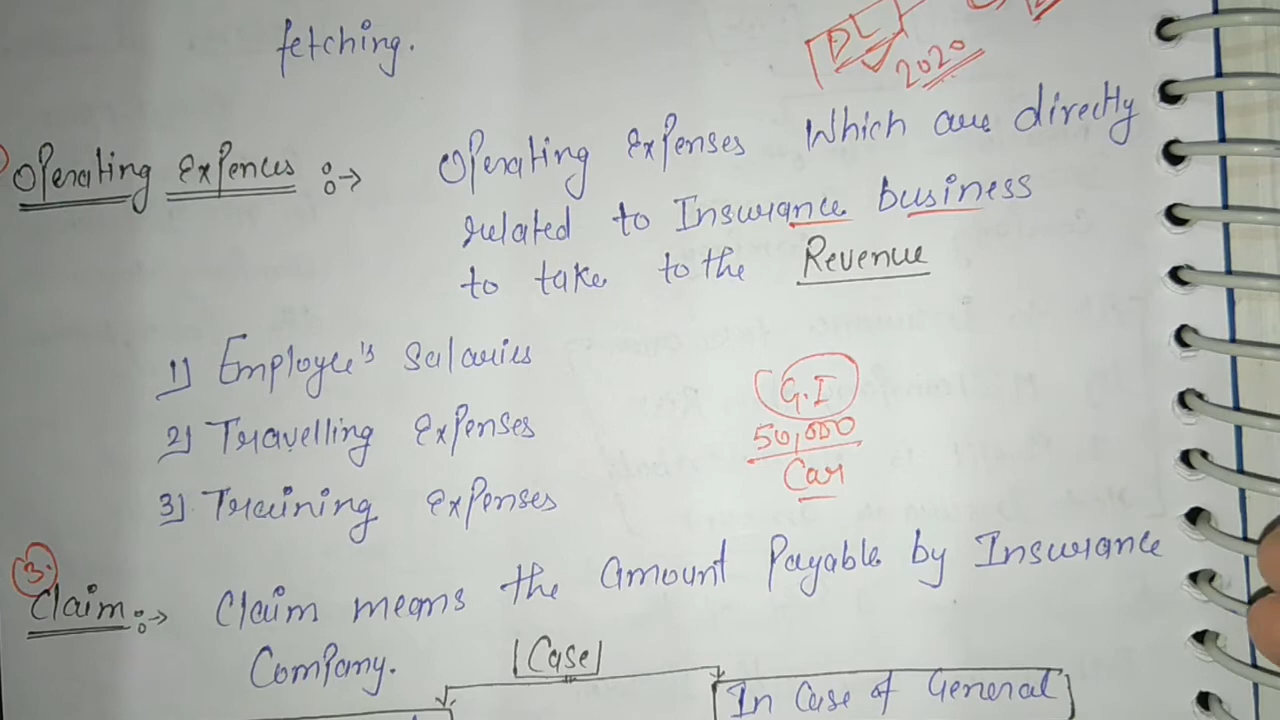 fetching.
DL
2020
Operating Expences :→ Operating Expenses Which are directly
related to Insurance business
to take to the Revenue
1) Employee's Salaries
2) Travelling Expenses
3) Training Expenses
G.I
50,000
Car
3.
Claim :→ Claim means the amount Payable by Insurance
Company.
Case
In Case of General